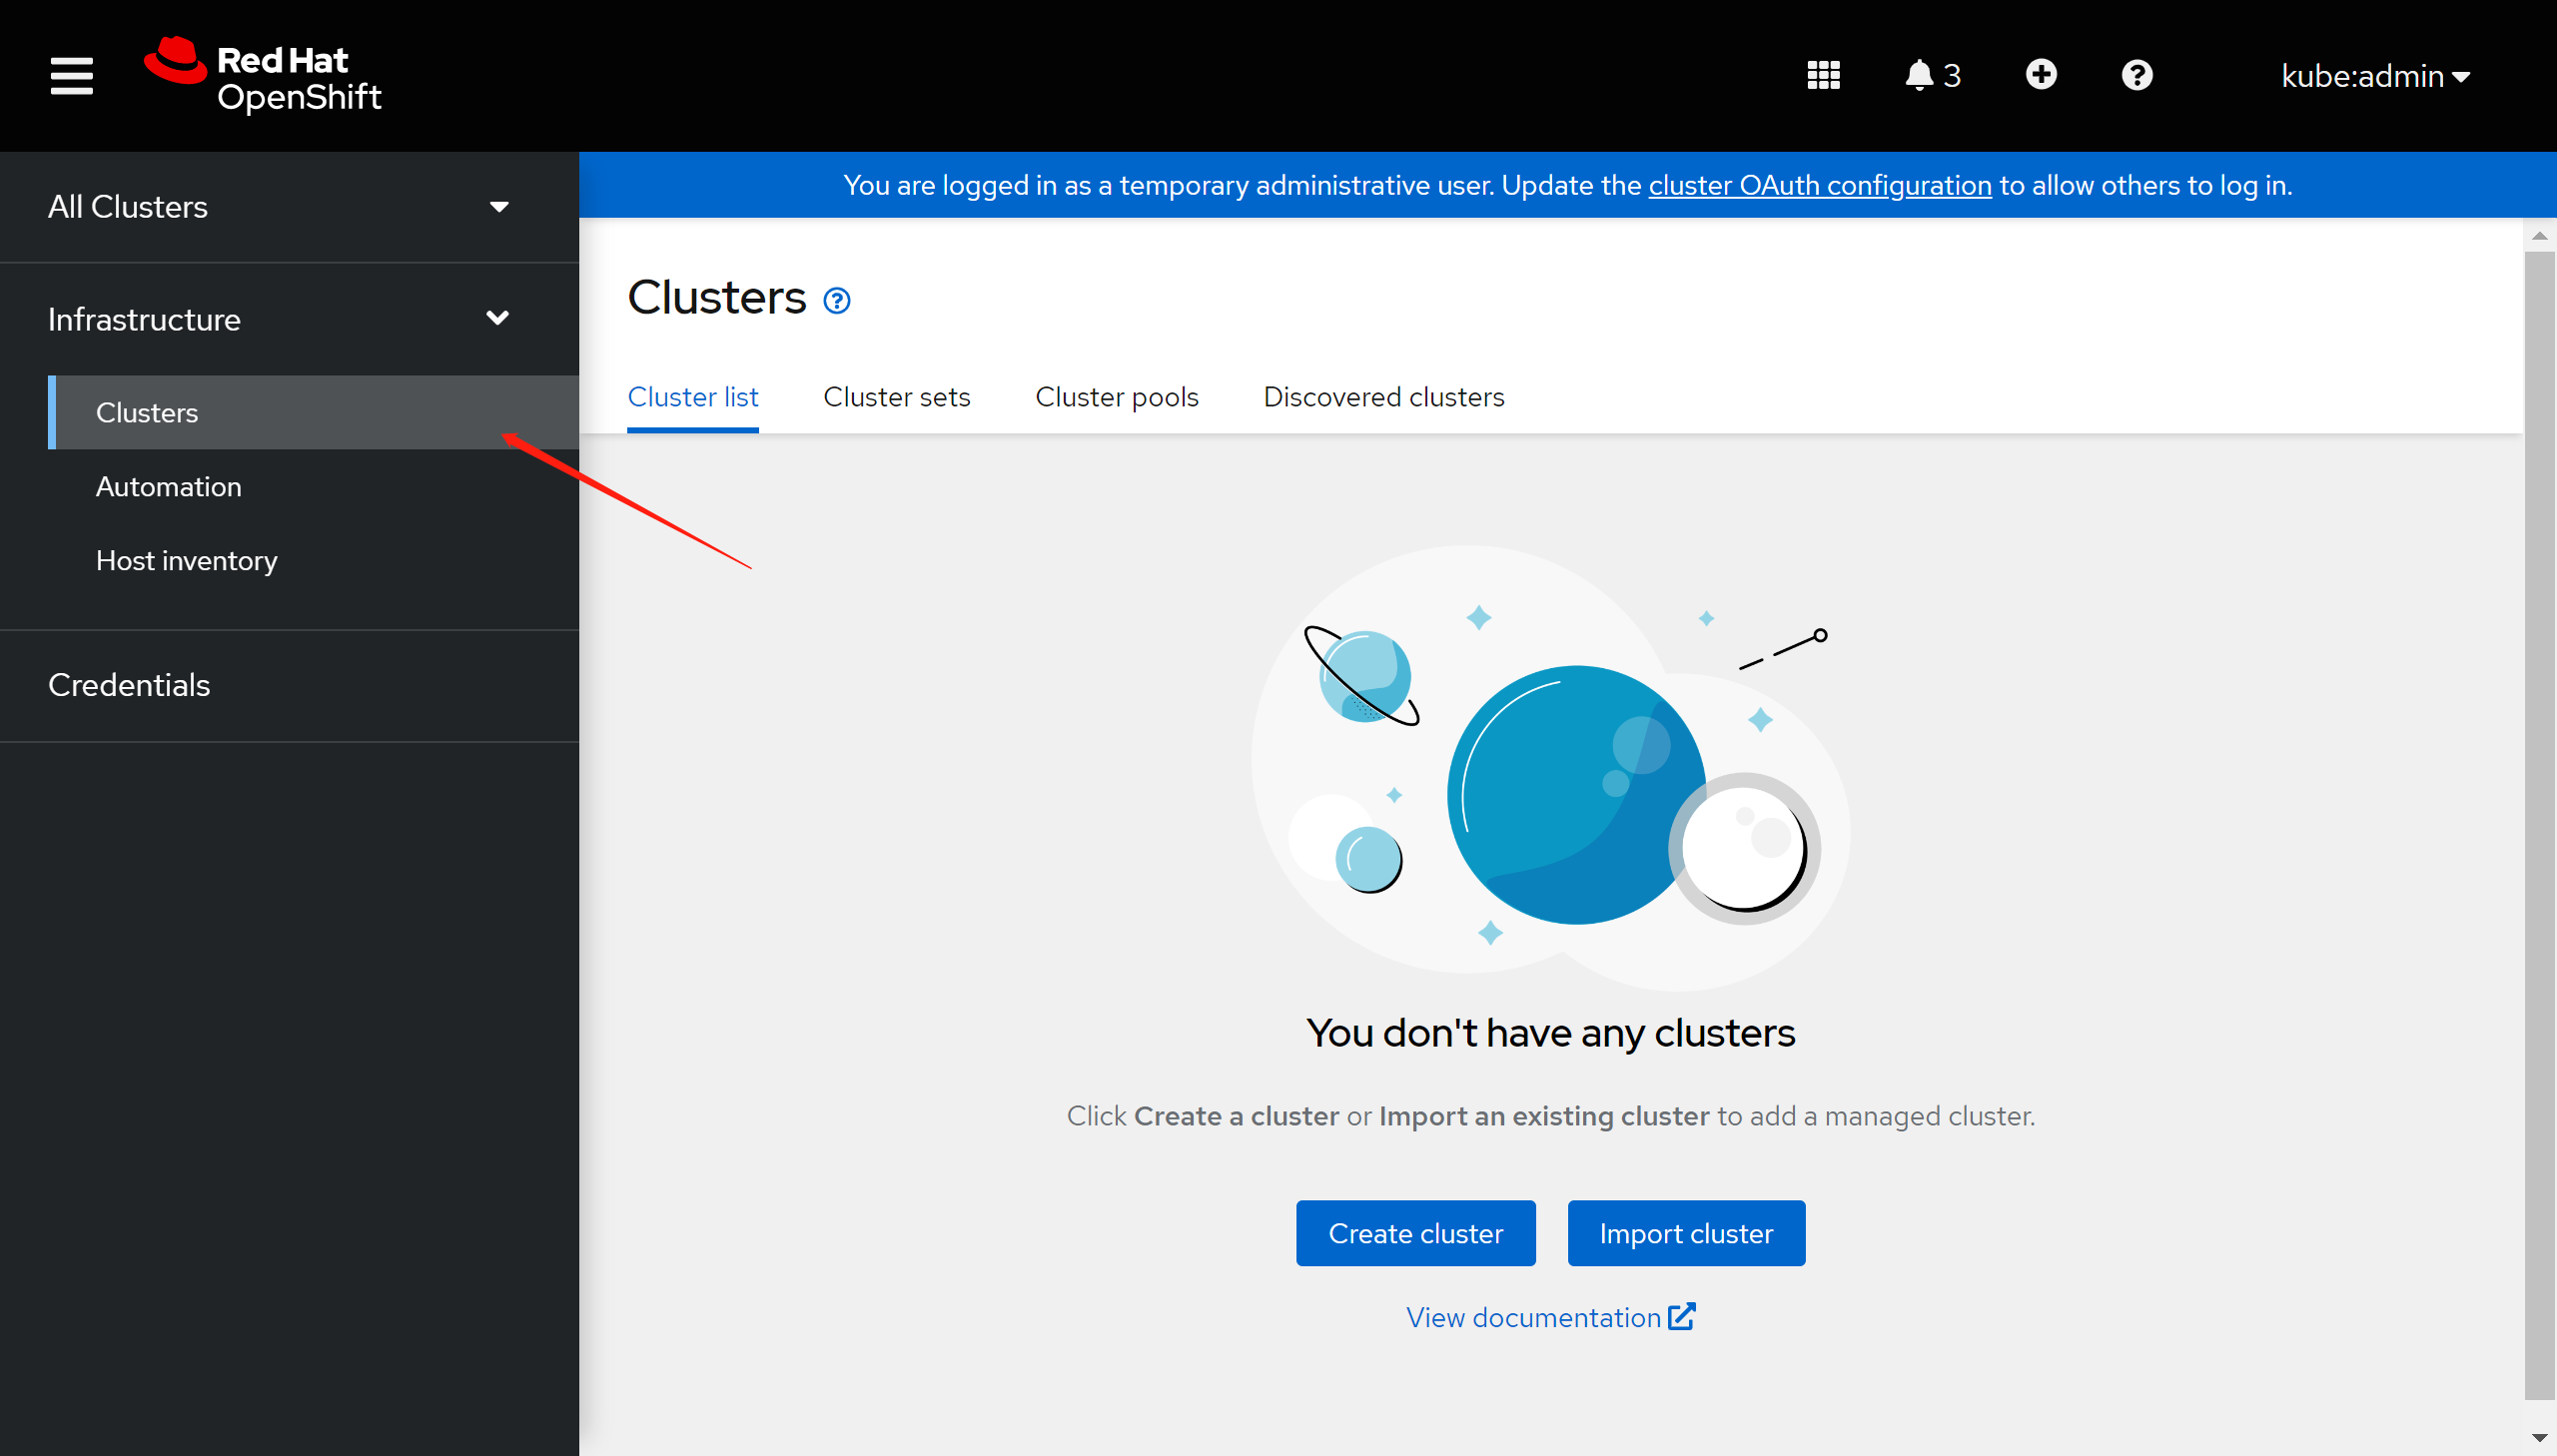 Red Hat
OpenShift
3
kube:admin
All Clusters
You are logged in as a temporary administrative user. Update the cluster OAuth configuration to allow others to log in.
Infrastructure
Clusters
Automation
Host inventory
Credentials
Clusters
Cluster list
Cluster sets
Cluster pools
Discovered clusters
You don't have any clusters
Click Create a cluster or Import an existing cluster to add a managed cluster.
Create cluster
Import cluster
View documentation